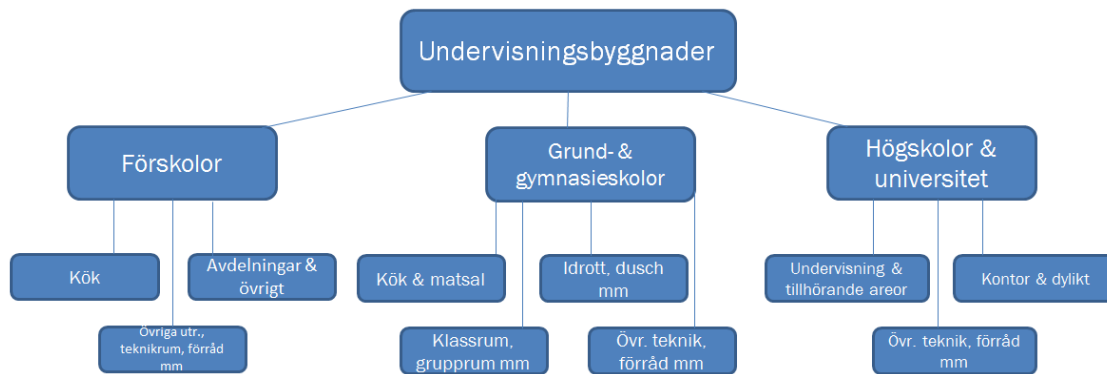 Undervisningsbyggnader
Förskolor
Grund- &
gymnasieskolor
Högskolor &
universitet
Kök
Avdelningar &
övrigt
Övriga utr.,
teknikrum, förråd
mm
Kök & matsal
Idrott, dusch
mm
Klassrum,
grupprum mm
Övr. teknik,
förråd mm
Undervisning &
tillhörande areor
Kontor & dylikt
Övr. teknik, förråd
mm